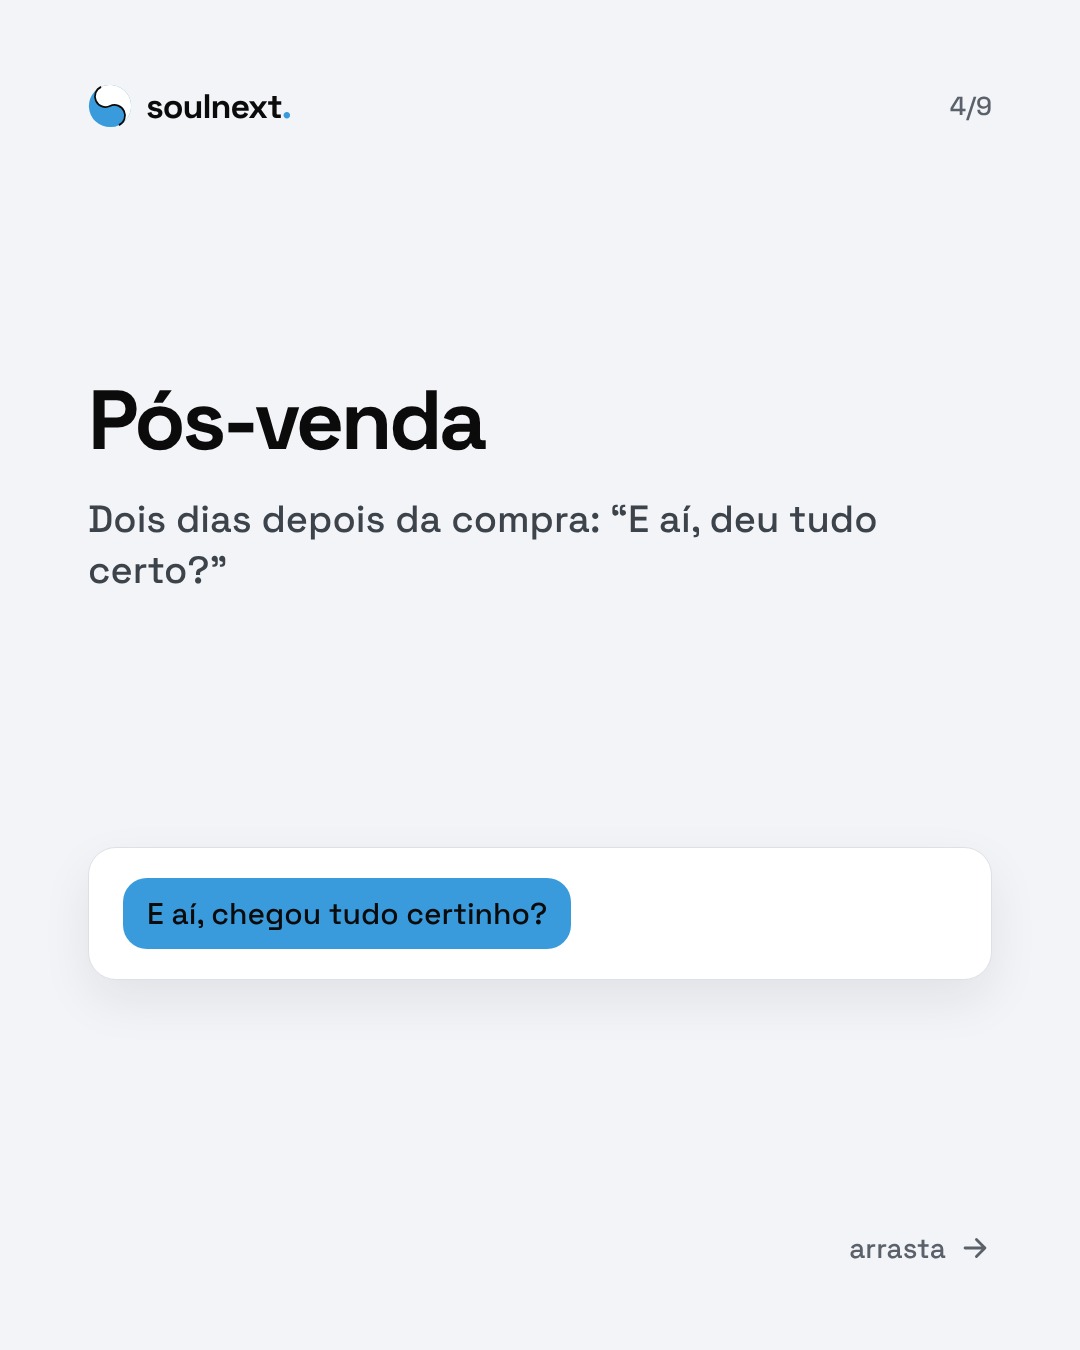 soulnext.
4/9
Pós-venda
Dois dias depois da compra: “E aí, deu tudo
certo?”
E aí, chegou tudo certinho?
arrasta →